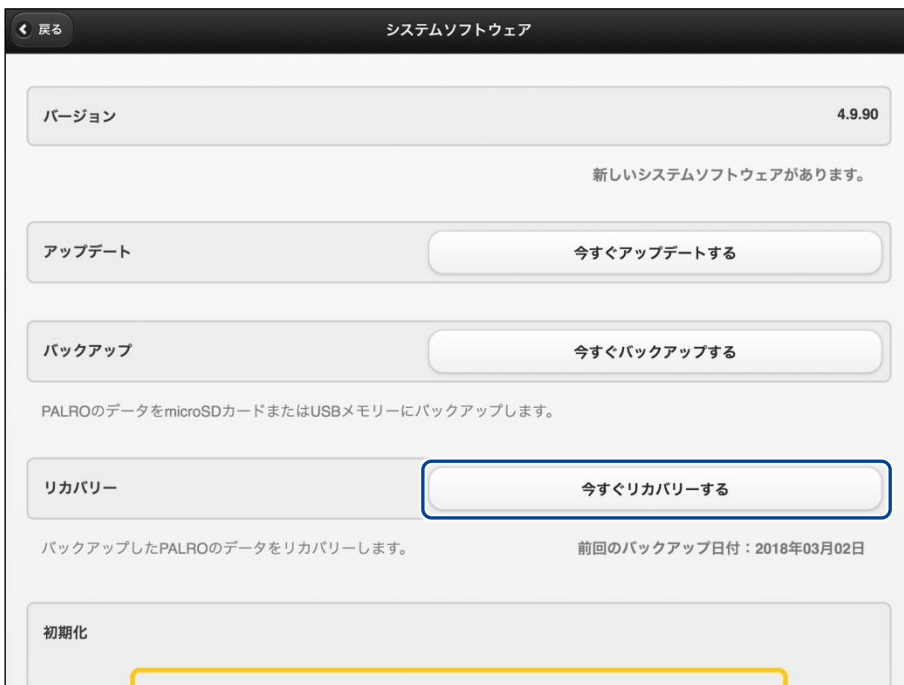 戻る
システムソフトウェア
バージョン 4.9.90
新しいシステムソフトウェアがあります。
アップデート 今すぐアップデートする
バックアップ 今すぐバックアップする
PALROのデータをmicroSDカードまたはUSBメモリーにバックアップします。
リカバリー 今すぐリカバリーする
バックアップしたPALROのデータをリカバリーします。 前回のバックアップ日付：2018年03月02日
初期化